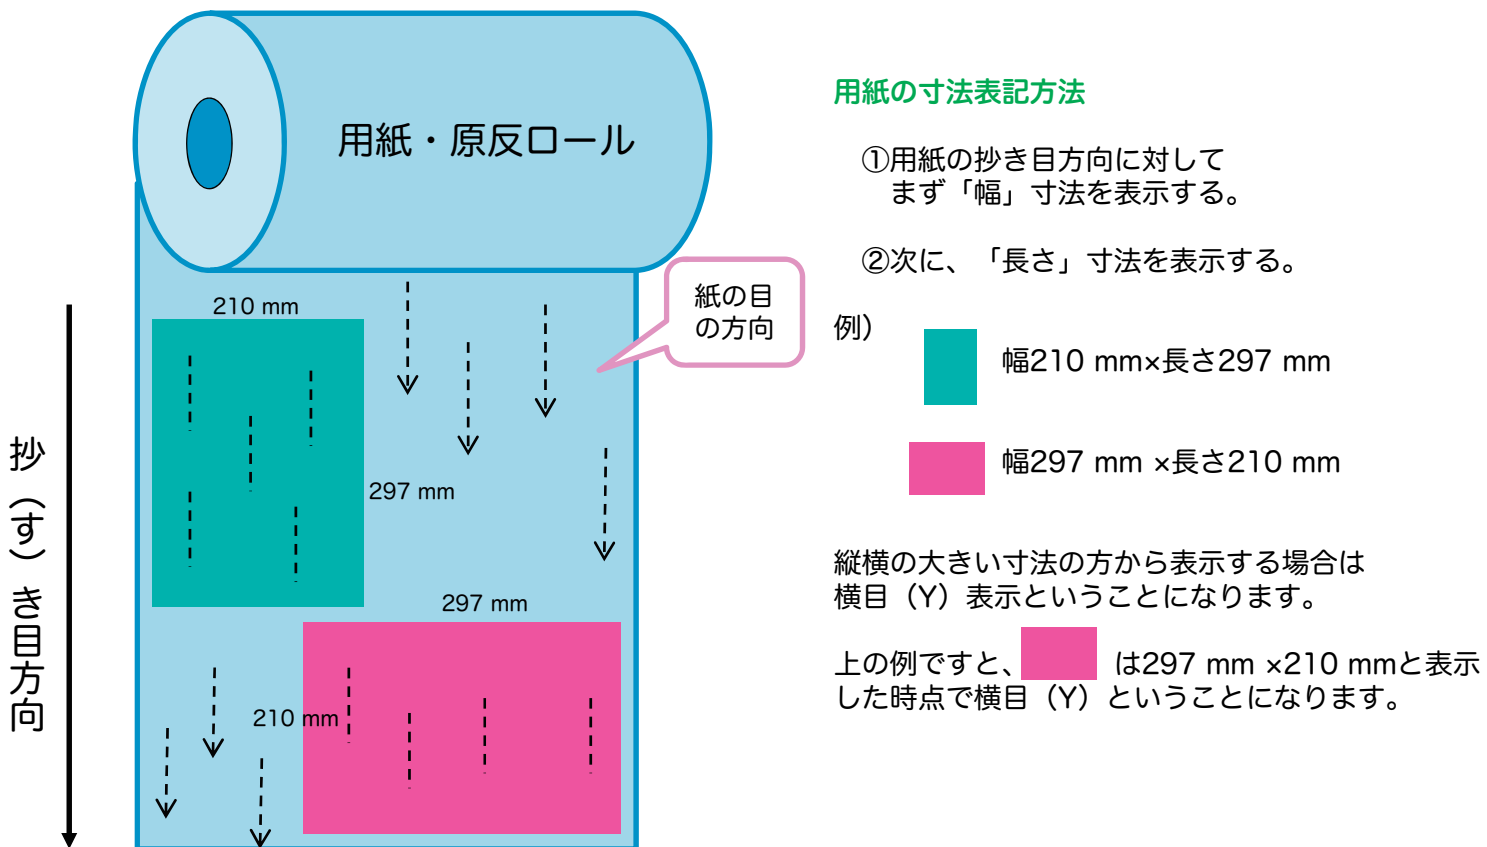 用紙・原反ロール
紙の目
の方向
210 mm
297 mm
297 mm
210 mm
抄（す）き目方向
用紙の寸法表記方法
①用紙の抄き目方向に対して
まず「幅」寸法を表示する。
②次に、「長さ」寸法を表示する。
例）
幅210 mm×長さ297 mm
幅297 mm ×長さ210 mm
縦横の大きい寸法の方から表示する場合は
横目（Y）表示ということになります。
上の例ですと、 は297 mm ×210 mmと表示
した時点で横目（Y）ということになります。